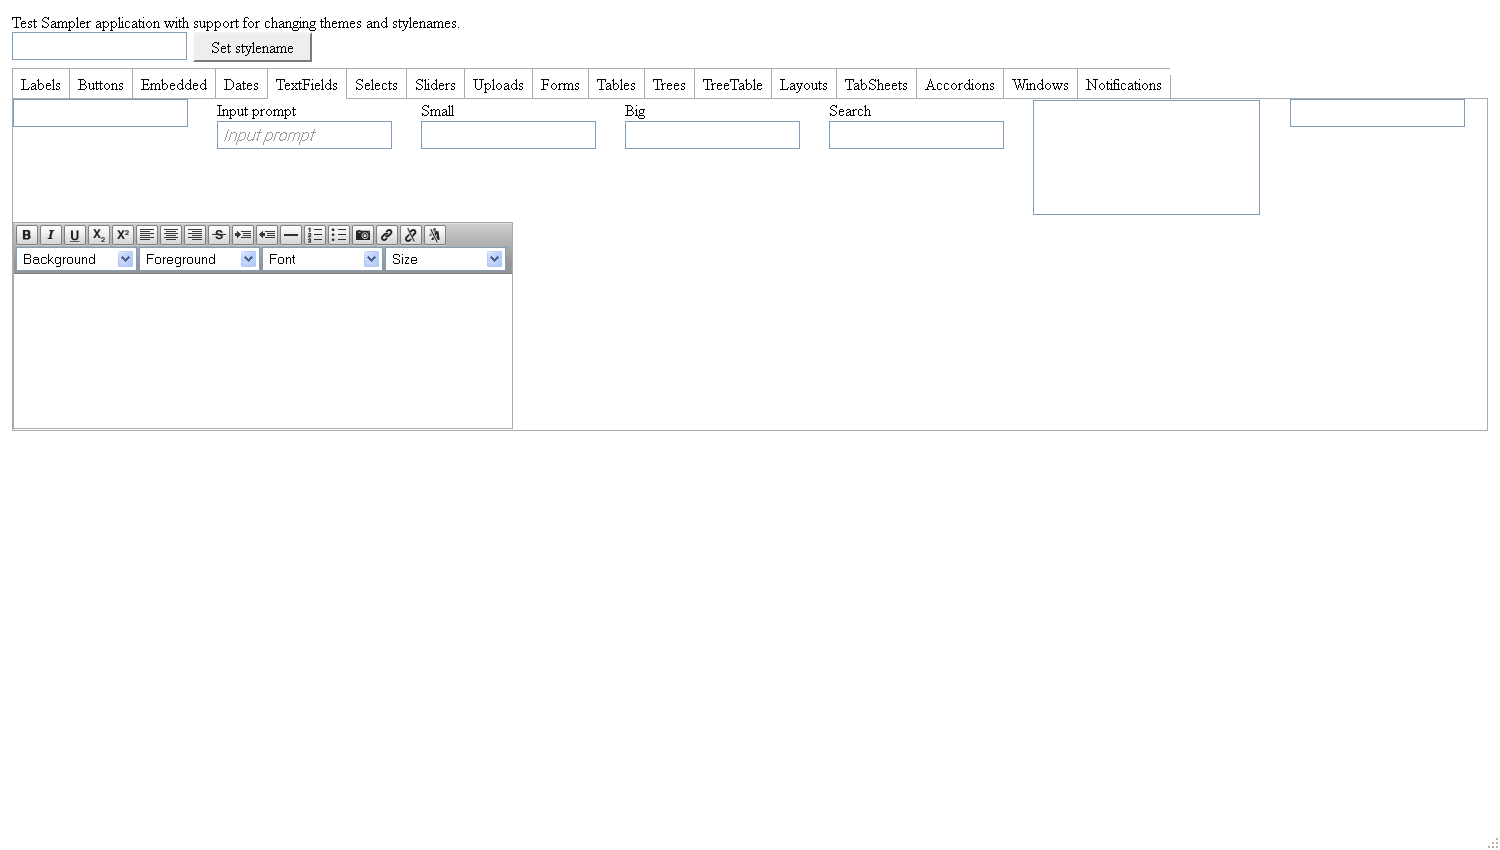 Test Sampler application with support for changing themes and stylenames.
Set stylename
Labels Buttons Embedded Dates TextFields Selects Sliders Uploads Forms Tables Trees TreeTable Layouts TabSheets Accordions Windows Notifications
Input prompt Small Big Search
Input prompt
B I U X2 X² S
Background Foreground Font Size